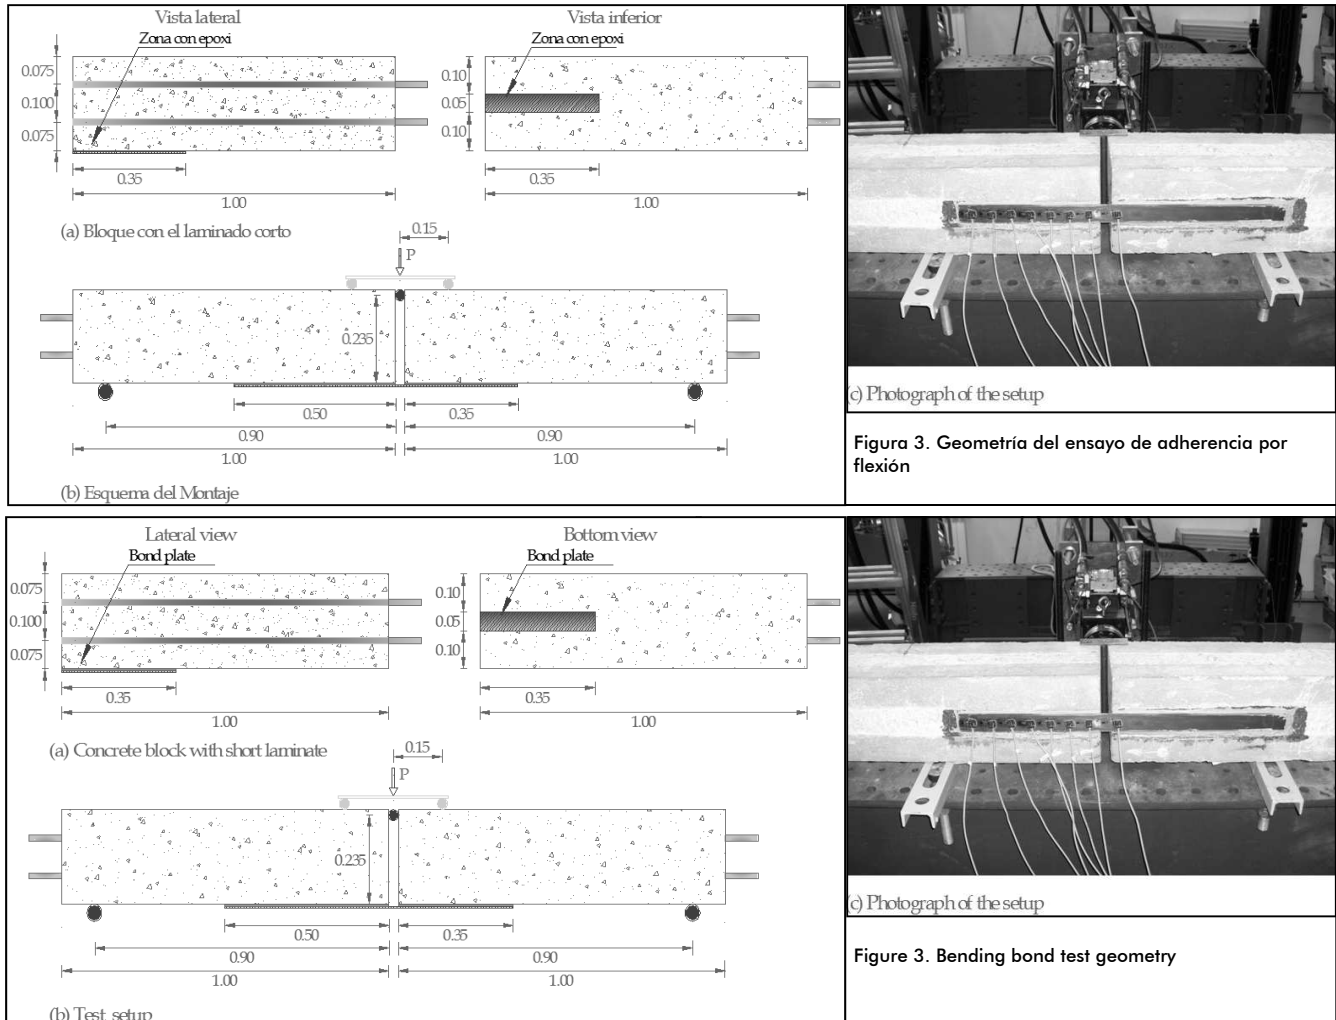 Vista lateral
Zona con epoxi
0.075
0.100
0.075
0.35
1.00
Vista inferior
Zona con epoxi
0.10
0.05
0.10
0.35
1.00
(a) Bloque con el laminado corto
0.15
P
0.235
0.50
0.35
0.90
0.90
1.00
1.00
(b) Esquema del Montaje
(c) Photograph of the setup
Figura 3. Geometría del ensayo de adherencia por
flexión
Lateral view
Bond plate
0.075
0.100
0.075
0.35
1.00
Bottom view
Bond plate
0.10
0.05
0.10
0.35
1.00
(a) Concrete block with short laminate
0.15
P
0.235
0.50
0.35
0.90
0.90
1.00
1.00
(b) Test setup
(c) Photograph of the setup
Figure 3. Bending bond test geometry